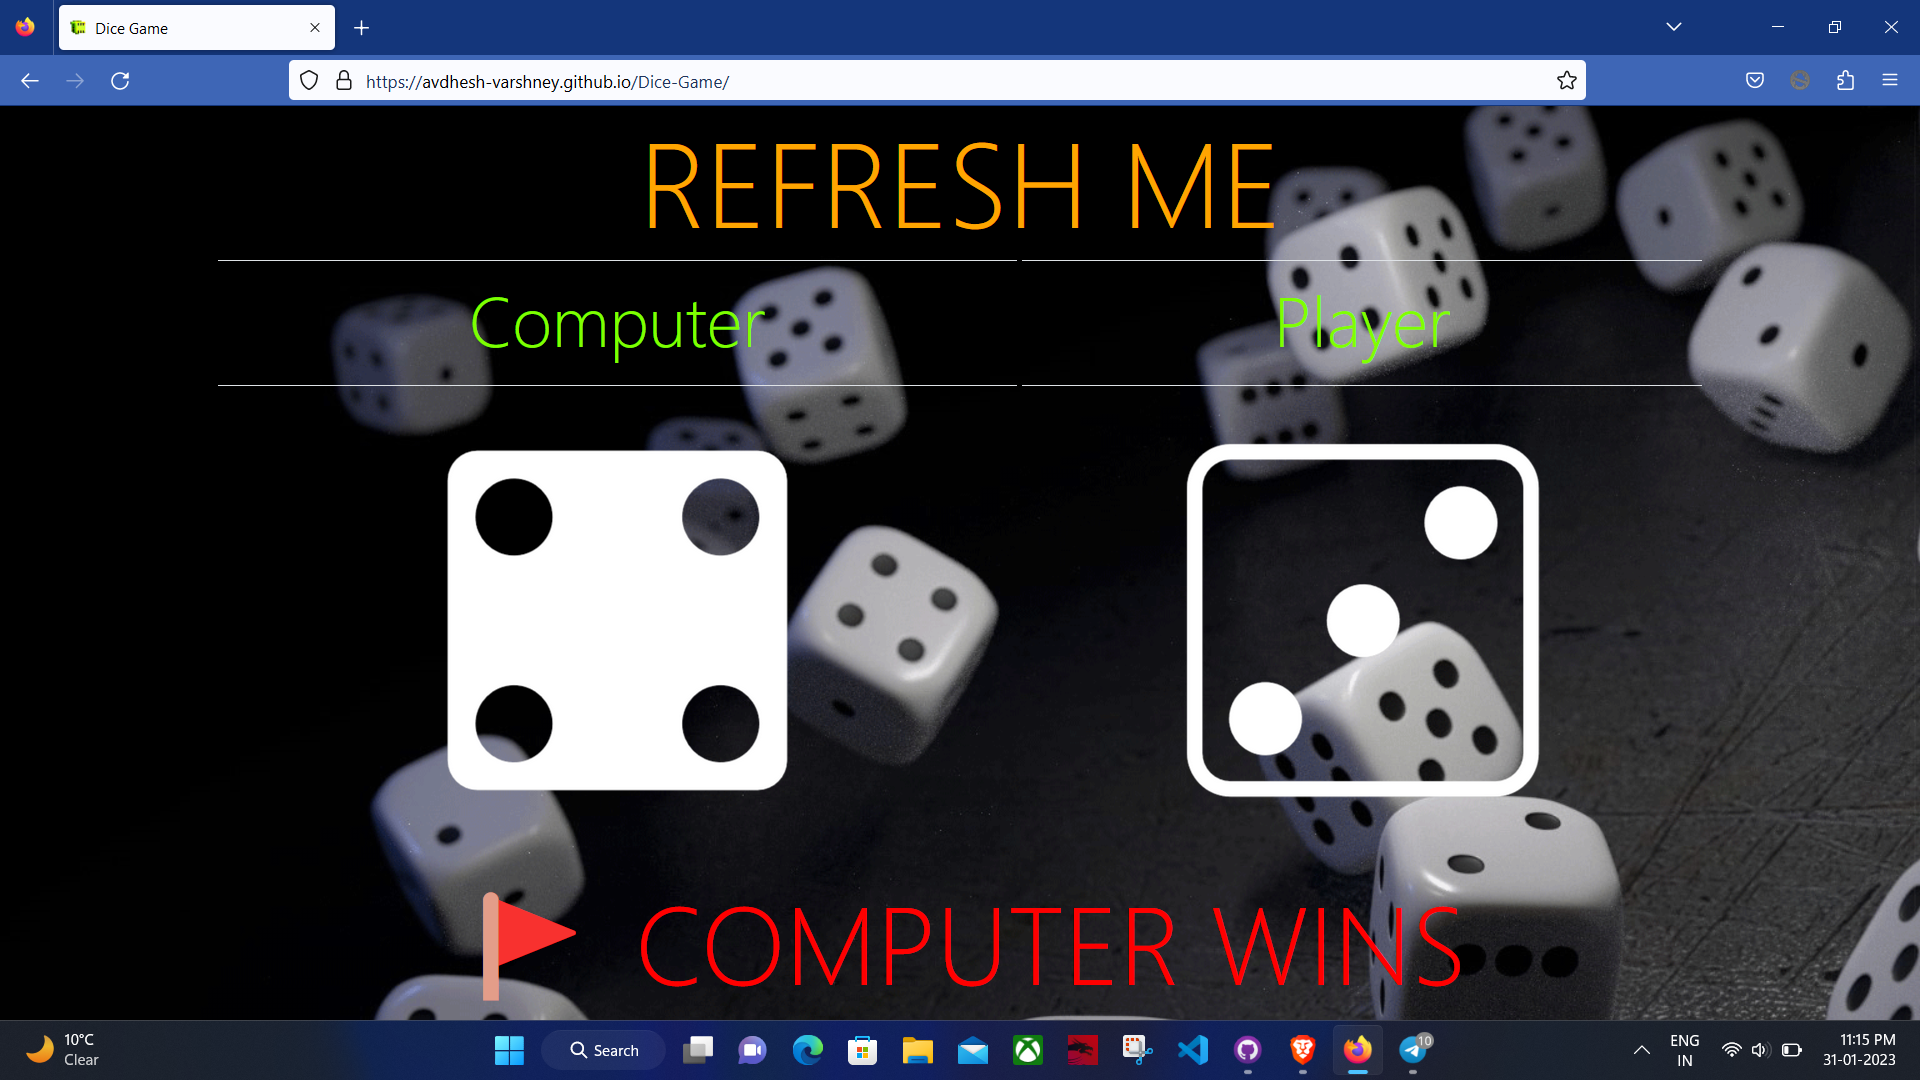 Dice Game
https://avdhesh-varshney.github.io/Dice-Game/
REFRESH ME
Computer
Player
COMPUTER WINS
10°C
Clear
Search
10
ENG
IN
11:15 PM
31-01-2023